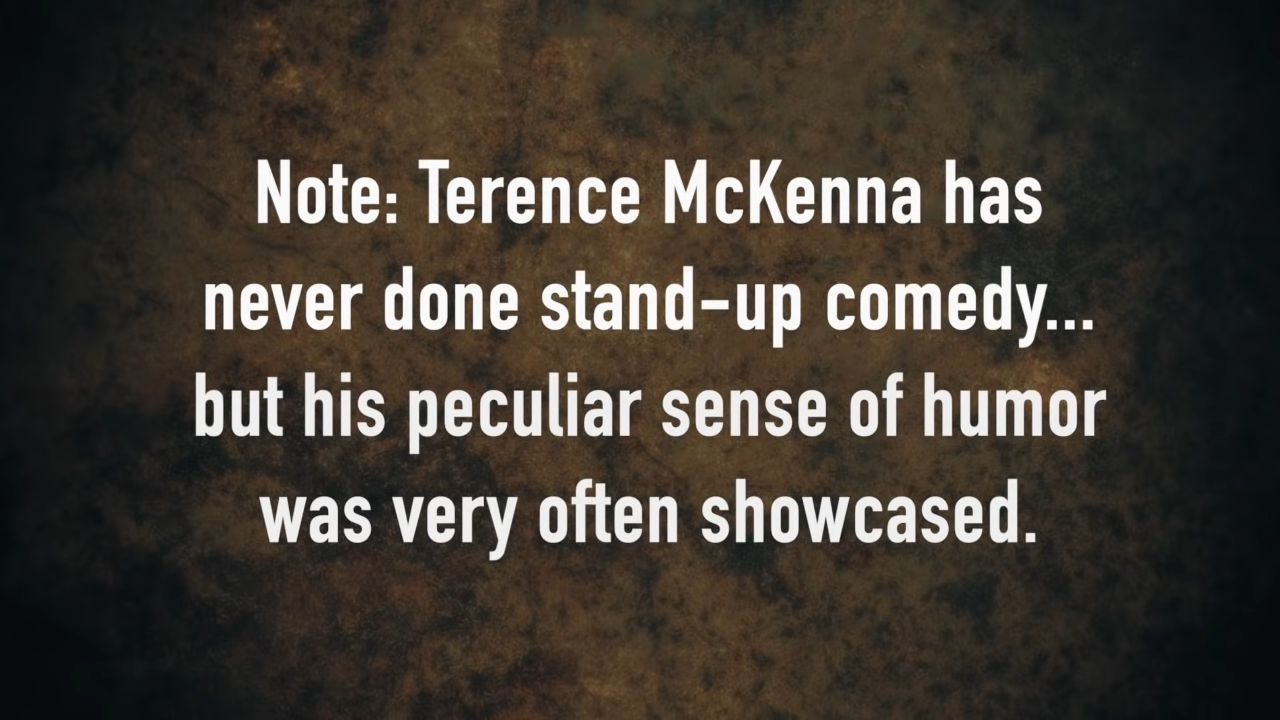 Note: Terence McKenna has
never done stand-up comedy...
but his peculiar sense of humor
was very often showcased.